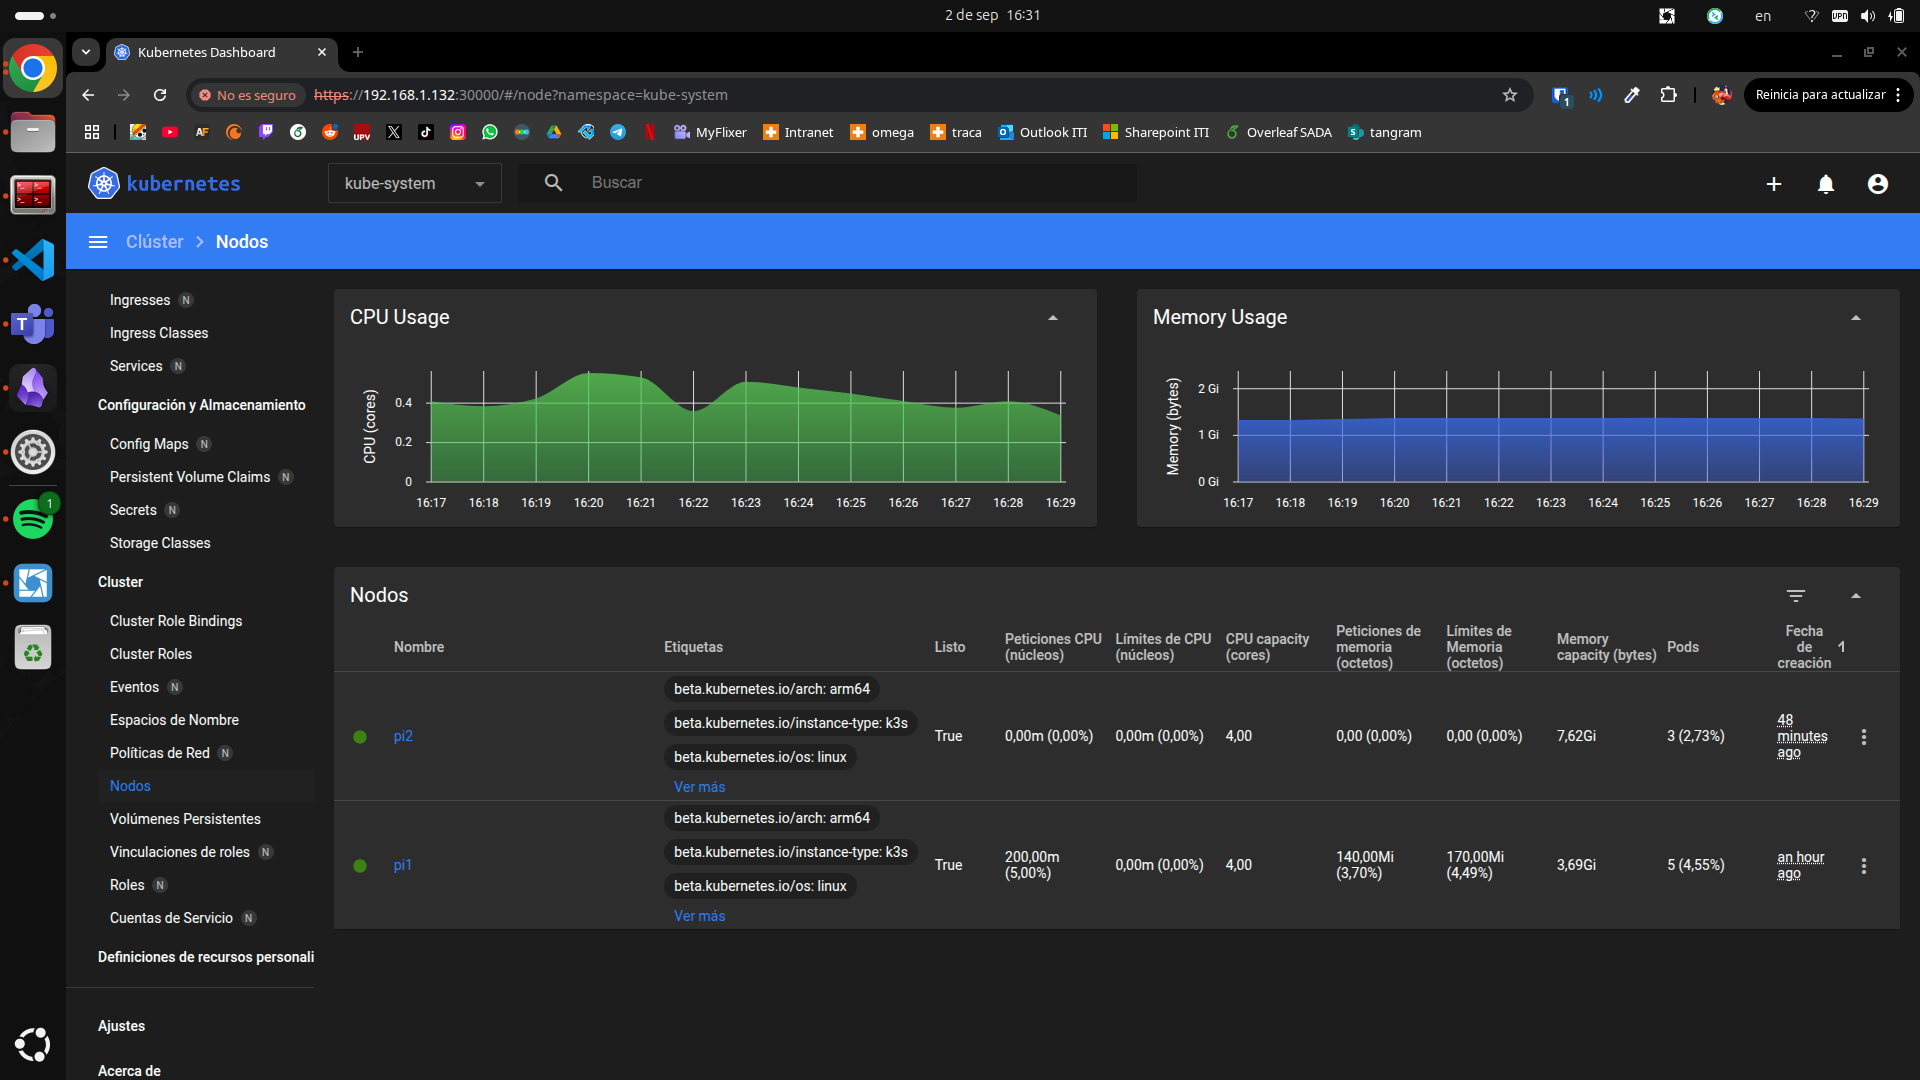 2 de sep 16:31
en
VPN
Kubernetes Dashboard
No es seguro
https://192.168.1.132:30000/#/node?namespace=kube-system
1
Reinicia para actualizar
AF
UPV
MyFlixer
Intranet
omega
traca
Outlook ITI
Sharepoint ITI
Overleaf SADA
tangram
kubernetes
kube-system
Buscar
Clúster
Nodos
Ingresses N
Ingress Classes
Services N
Configuración y Almacenamiento
Config Maps N
Persistent Volume Claims N
Secrets N
Storage Classes
Cluster
Cluster Role Bindings
Cluster Roles
Eventos N
Espacios de Nombre
Políticas de Red N
Nodos
Volúmenes Persistentes
Vinculaciones de roles N
Roles N
Cuentas de Servicio N
Definiciones de recursos personali
Ajustes
Acerca de
1
CPU Usage
CPU (cores)
0.4
0.2
0
16:17 16:18 16:19 16:20 16:21 16:22 16:23 16:24 16:25 16:26 16:27 16:28 16:29
Memory Usage
Memory (bytes)
2 Gi
1 Gi
0 Gi
16:17 16:18 16:19 16:20 16:21 16:22 16:23 16:24 16:25 16:26 16:27 16:28 16:29
Nodos
Nombre
Etiquetas
Listo
Peticiones CPU
(núcleos)
Límites de CPU
(núcleos)
CPU capacity
(cores)
Peticiones de
memoria
(octetos)
Límites de
Memoria
(octetos)
Memory
capacity (bytes)
Pods
Fecha
de
creación
pi2
beta.kubernetes.io/arch: arm64
beta.kubernetes.io/instance-type: k3s
beta.kubernetes.io/os: linux
Ver más
True
0,00m (0,00%)
0,00m (0,00%)
4,00
0,00 (0,00%)
0,00 (0,00%)
7,62Gi
3 (2,73%)
48
minutes
ago
pi1
beta.kubernetes.io/arch: arm64
beta.kubernetes.io/instance-type: k3s
beta.kubernetes.io/os: linux
Ver más
True
200,00m
(5,00%)
0,00m (0,00%)
4,00
140,00Mi
(3,70%)
170,00Mi
(4,49%)
3,69Gi
5 (4,55%)
an hour
ago